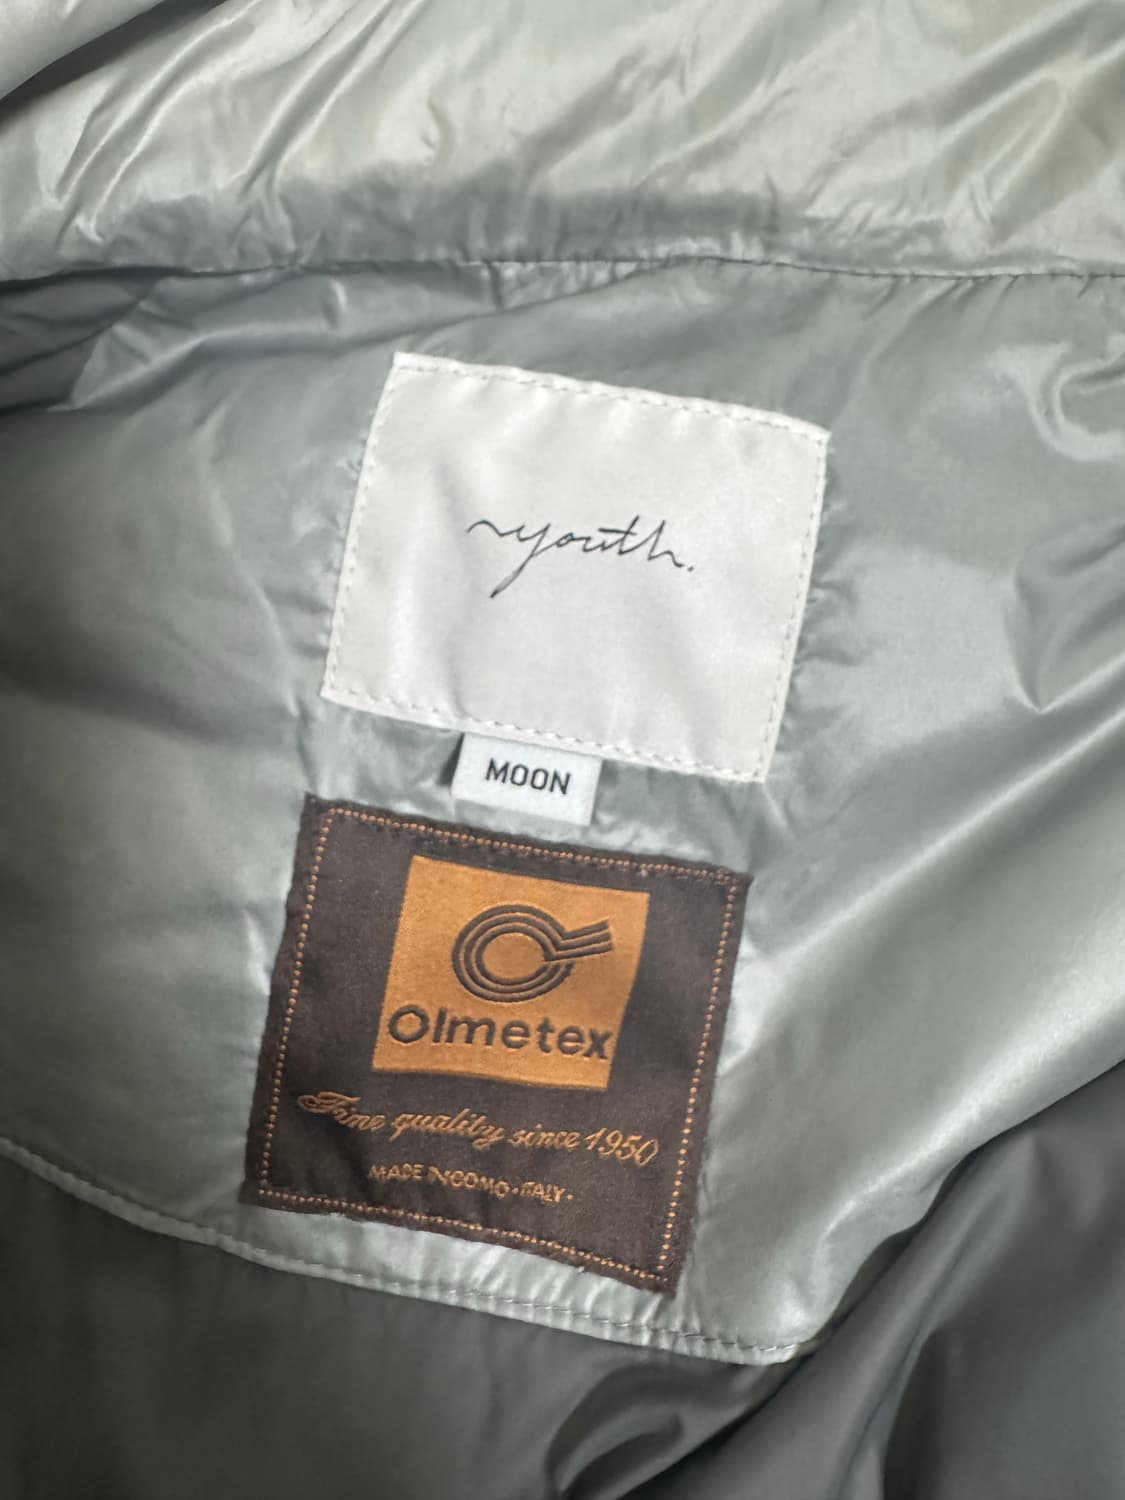 ~youth.
MOON
Olmetex
Fine quality since 1950
MADE IN COMO-ITALY-